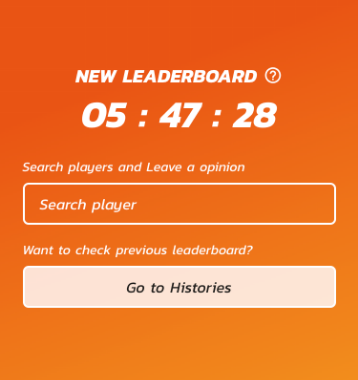 NEW LEADERBOARD ?
05 : 47 : 28
Search players and Leave a opinion
Search player
Want to check previous leaderboard?
Go to Histories